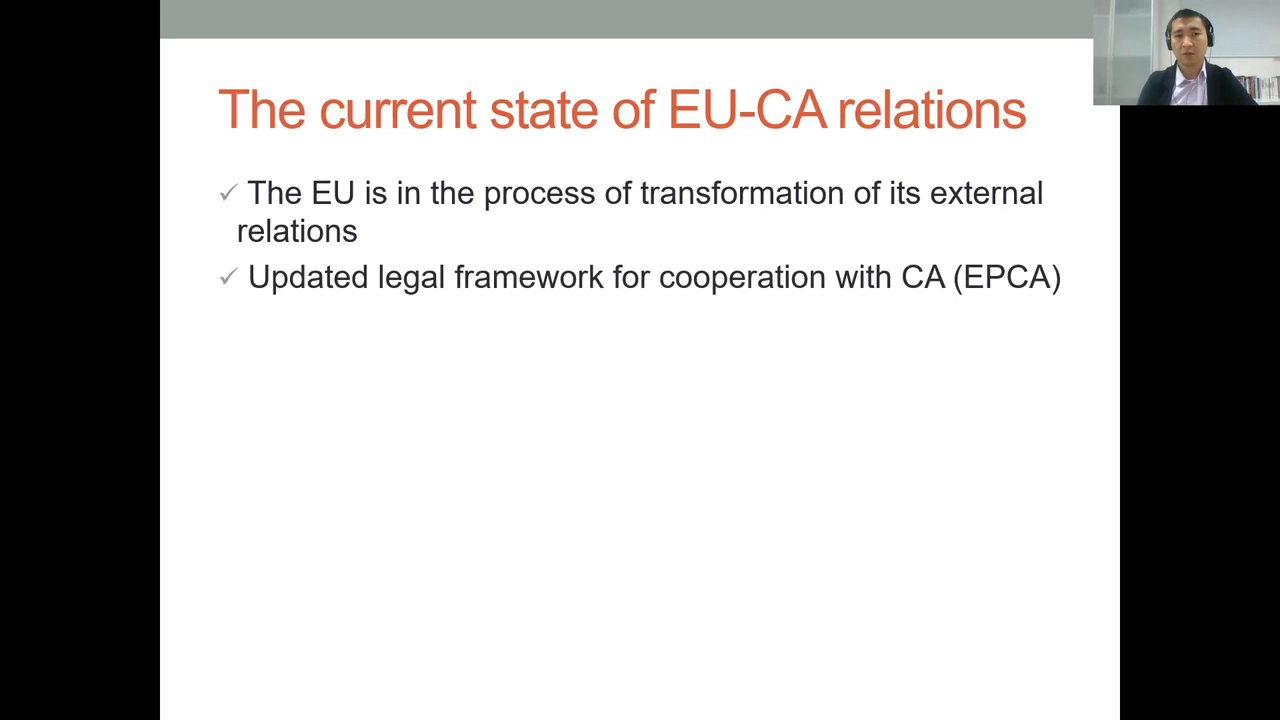 The current state of EU-CA relations
✓ The EU is in the process of transformation of its external
relations
✓ Updated legal framework for cooperation with CA (EPCA)